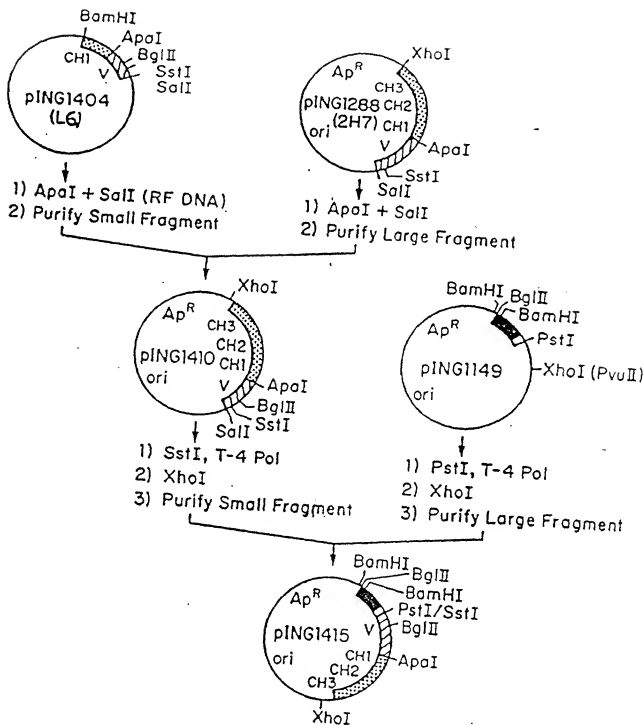 BamHI
ApaI
BglII
SstI
SalI
CH1
V
pING1404
(L6)
1) ApaI + SalI (RF DNA)
2) Purify Small Fragment
XhoI
ApR
CH3
pING1288
CH2
ori
(2H7)
CH1
V
ApaI
SstI
SalI
1) ApaI + SalI
2) Purify Large Fragment
XhoI
ApR
CH3
CH2
pING1410
CH1
ori
V
ApaI
BglII
SstI
SalI
1) SstI, T-4 Pol
2) XhoI
3) Purify Small Fragment
BamHI
BglII
BamHI
ApR
PstI
pING1149
XhoI (PvuII)
ori
1) PstI, T-4 Pol
2) XhoI
3) Purify Large Fragment
BamHI
BglII
BamHI
ApR
PstI/SstI
V
BglII
pING1415
CH1
ApaI
ori
CH2
CH3
XhoI